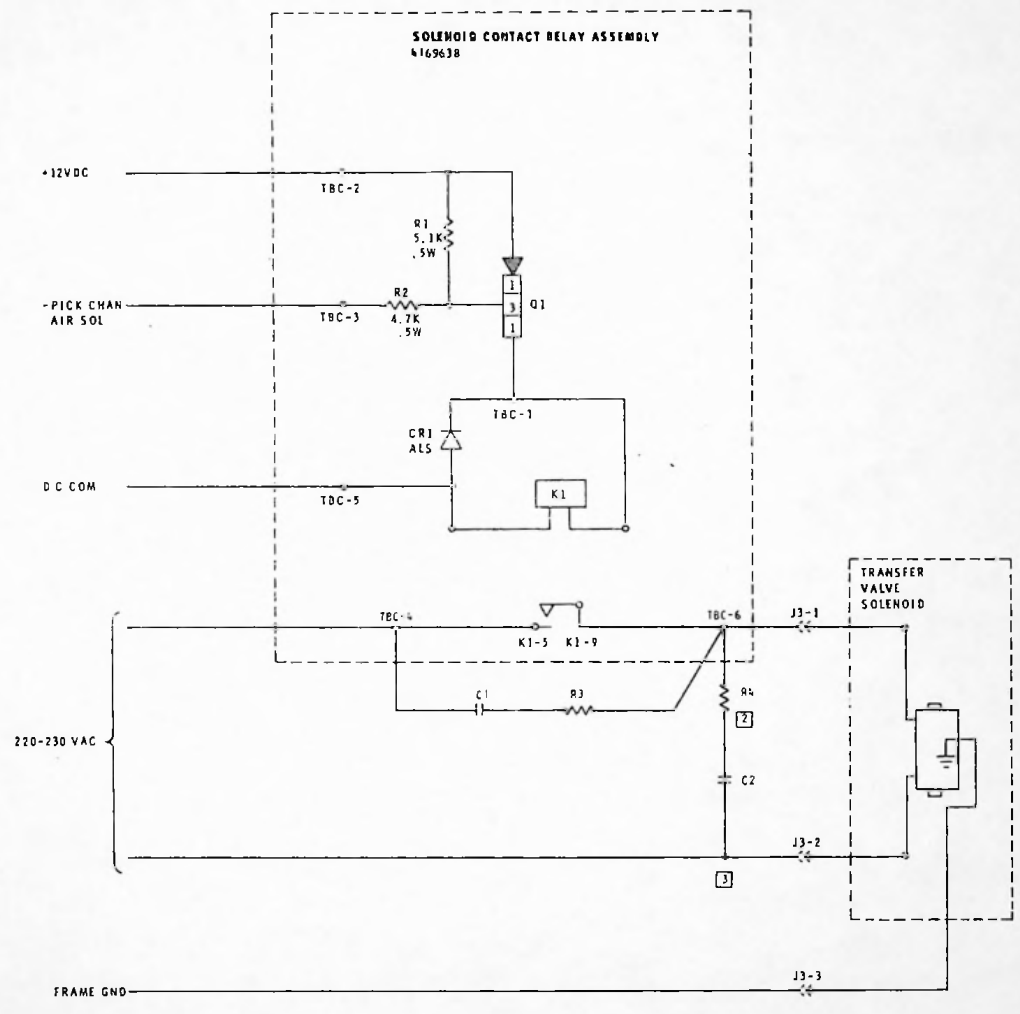 SOLENOID CONTACT RELAY ASSEMBLY
4169638
+12VDC
TBC-2
R1
5.1K
.5W
1
3
1
Q1
-PICK CHAN
AIR SOL
TBC-3
R2
4.7K
.5W
TBC-1
CR1
ALS
D C COM
TBC-5
K1
TRANSFER
VALVE
SOLENOID
TBC-4
K1-5 K1-9
TBC-6
J3-1
C1
R3
R4
2
220-230 VAC
C2
J3-2
3
J3-3
FRAME GND